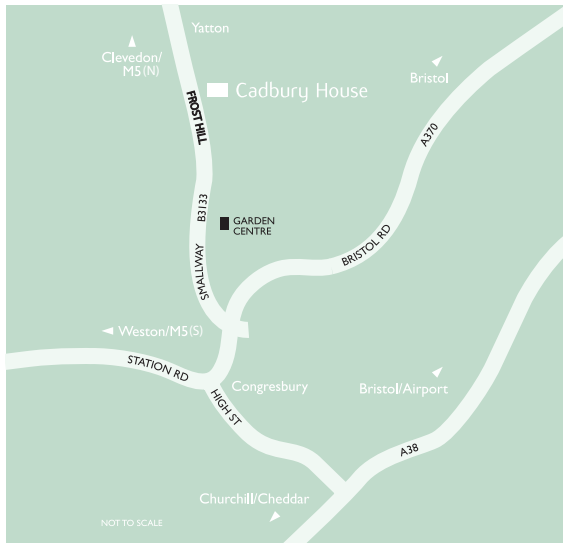 Yatton
Clevedon/
M5(N)
Bristol
Cadbury House
FROST HILL
A370
B3133
GARDEN
CENTRE
BRISTOL RD
SMALLWAY
Weston/M5(S)
STATION RD
Congresbury
Bristol/Airport
HIGH ST
A38
Churchill/Cheddar
NOT TO SCALE